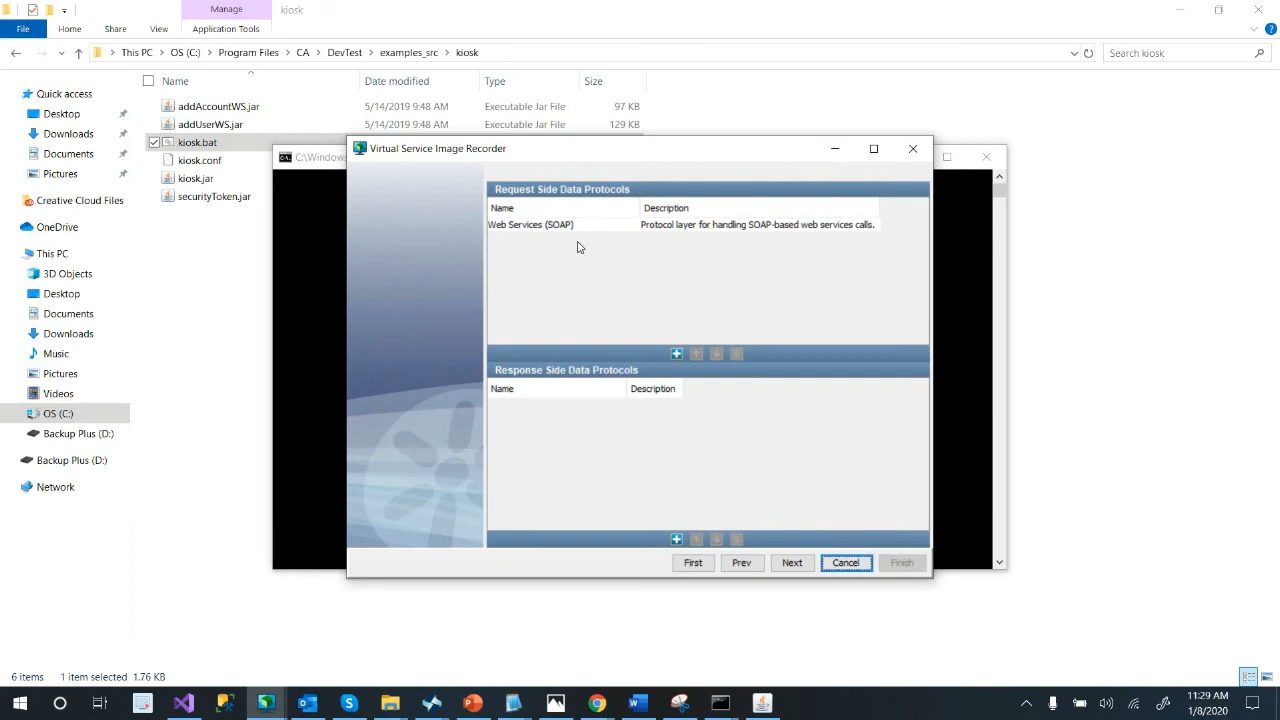 Manage
kiosk
File
Home
Share
View
Application Tools
This PC
OS (C:)
Program Files
CA
DevTest
examples_src
kiosk
Search kiosk
Name
Date modified
Type
Size
Quick access
Desktop
Downloads
Documents
Pictures
Creative Cloud Files
OneDrive
This PC
3D Objects
Desktop
Documents
Downloads
Music
Pictures
Videos
OS (C:)
Backup Plus (D:)
Backup Plus (D:)
Network
addAccountWS.jar 5/14/2019 9:48 AM Executable Jar File 97 KB
addUserWS.jar 5/14/2019 9:48 AM Executable Jar File 129 KB
kiosk.bat
kiosk.conf
kiosk.jar
securityToken.jar
C:\Windows
Virtual Service Image Recorder
Request Side Data Protocols
Name Description
Web Services (SOAP) Protocol layer for handling SOAP-based web services calls.
Response Side Data Protocols
Name Description
First Prev Next Cancel Finish
6 items 1 item selected 1.76 KB
11:29 AM
1/8/2020